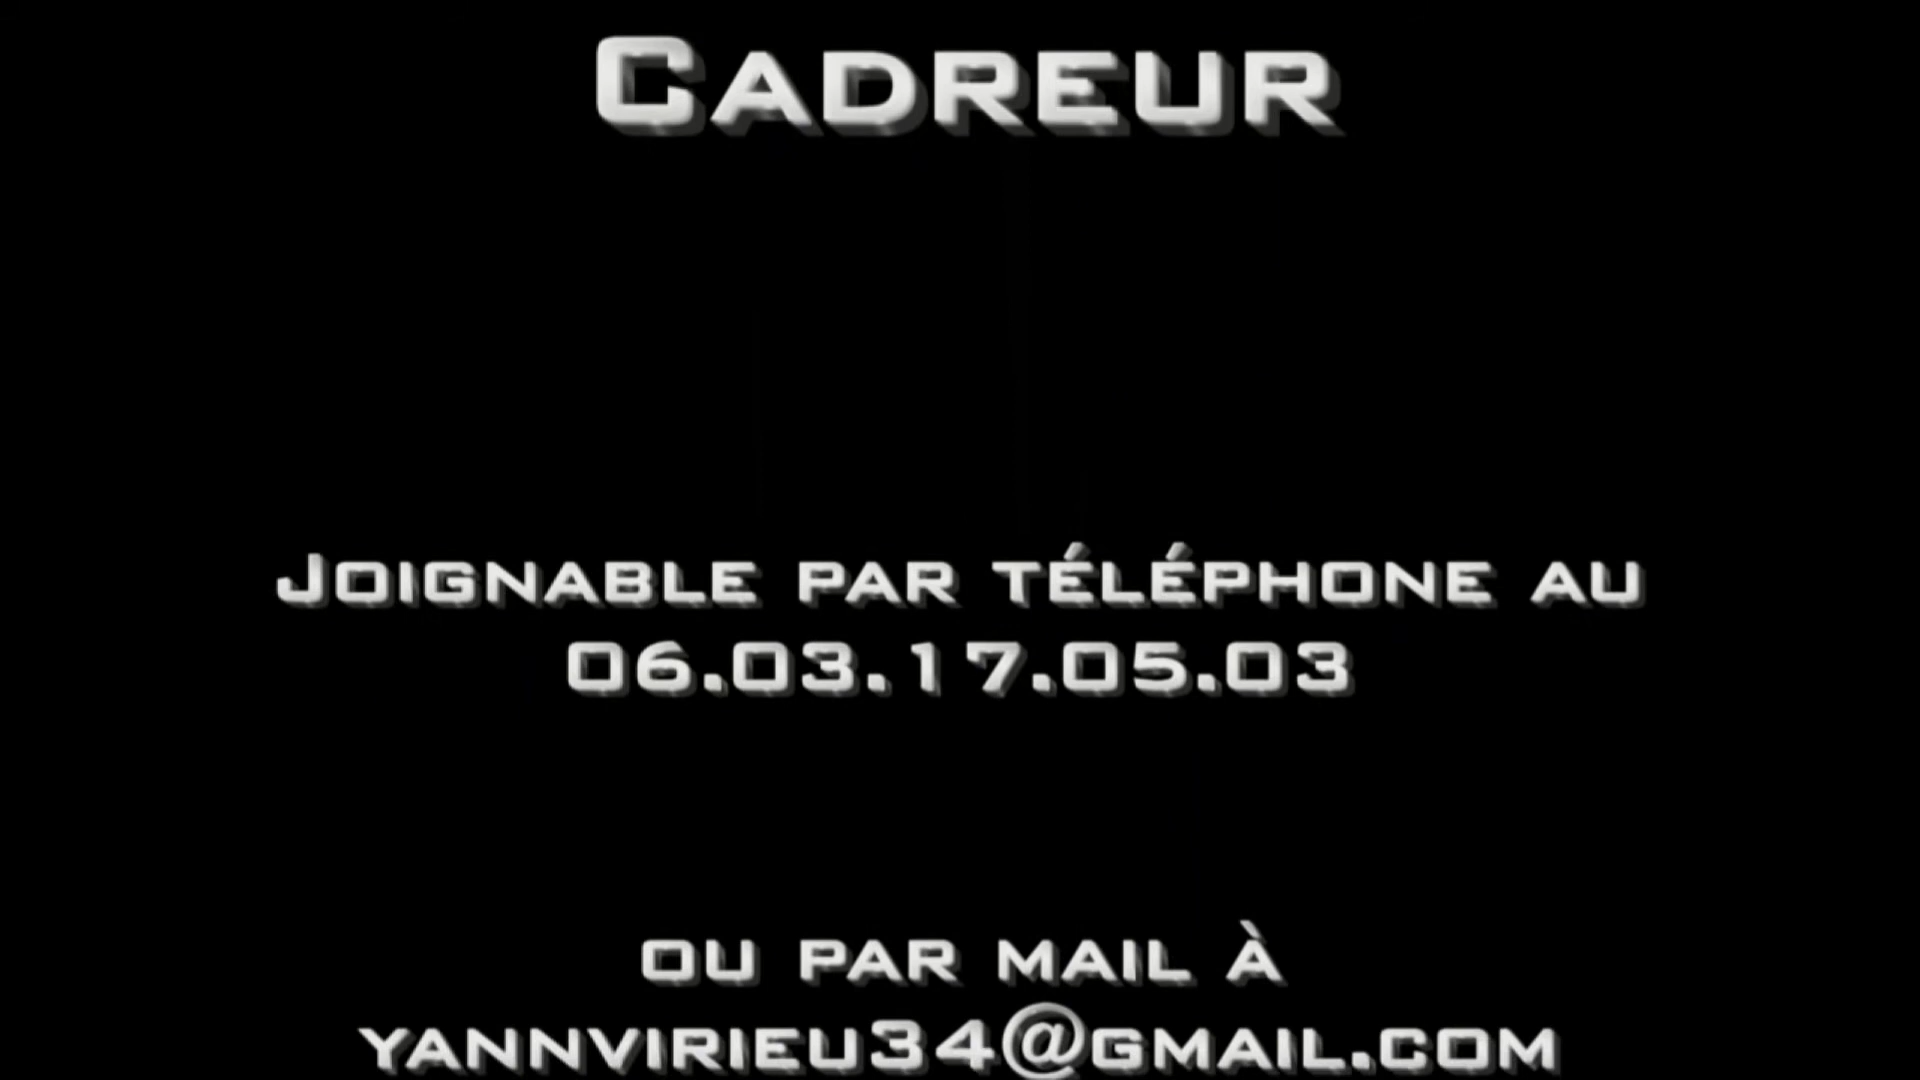 Cadreur
Joignable par téléphone au
06.03.17.05.03
ou par mail à
yannvirieu34@gmail.com